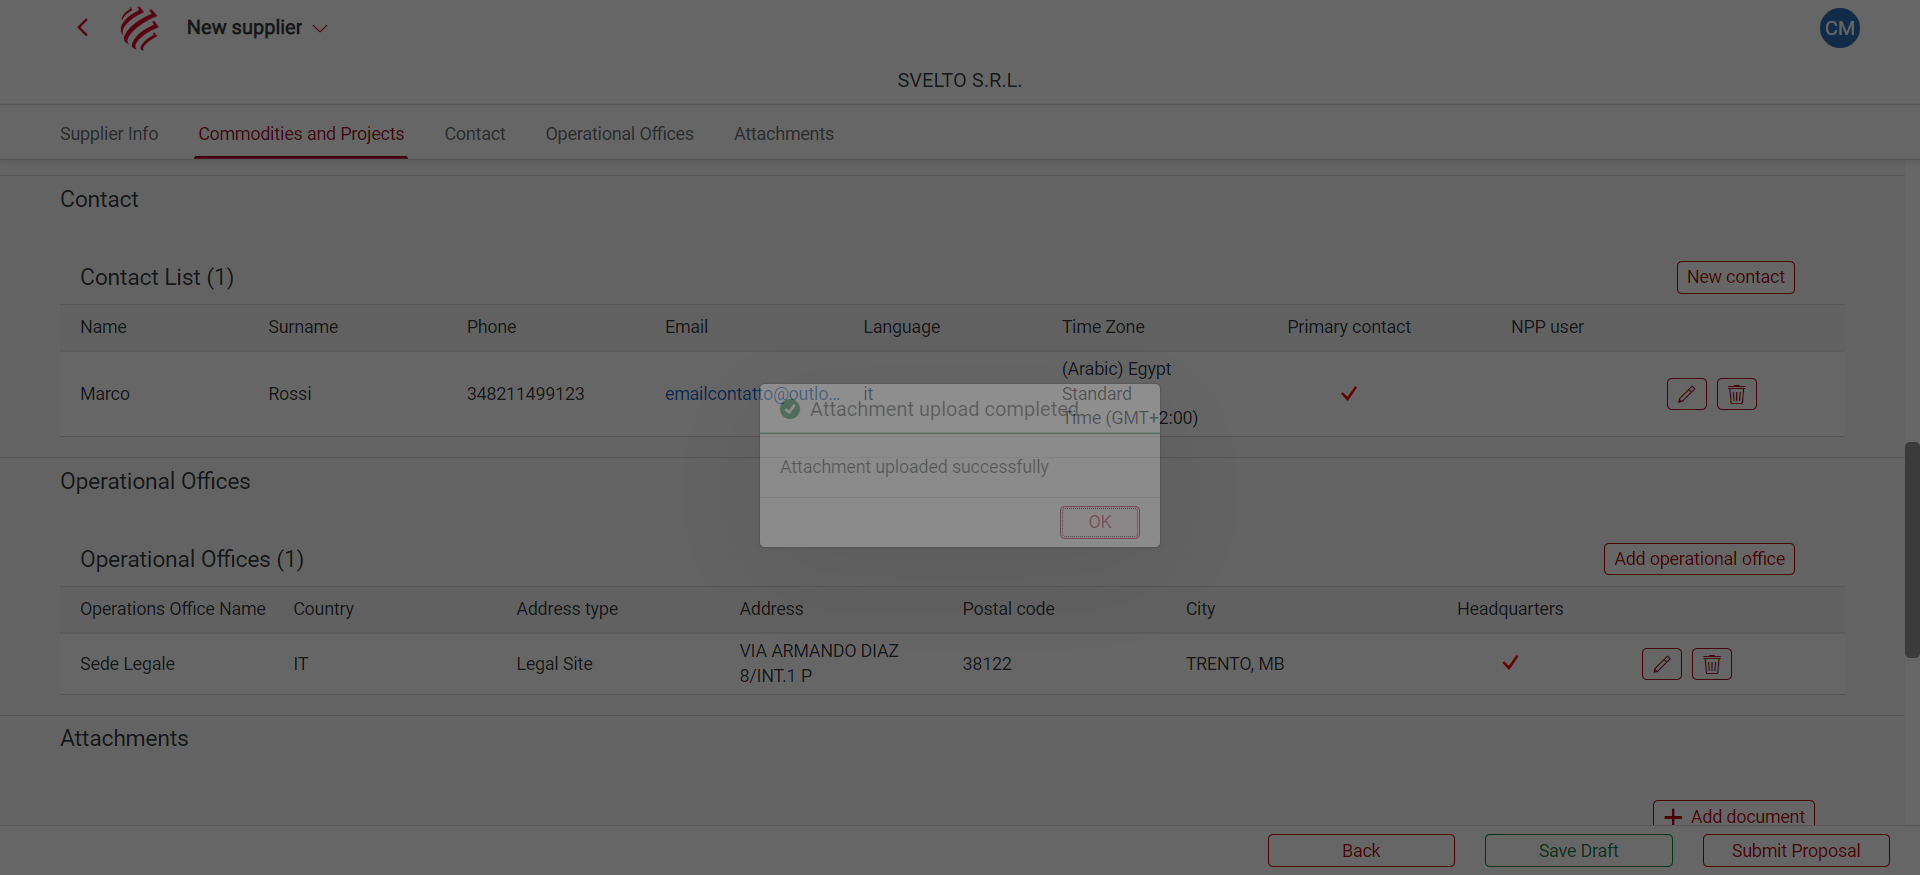 New supplier
CM
SVELTO S.R.L.
Supplier Info
Commodities and Projects
Contact
Operational Offices
Attachments
Contact
Contact List (1)
New contact
Name
Surname
Phone
Email
Language
Time Zone
Primary contact
NPP user
Marco
Rossi
348211499123
emailcontatto@outlo...
it
(Arabic) Egypt
Standard
Time (GMT+2:00)
Attachment upload completed
Attachment uploaded successfully
OK
Operational Offices
Operational Offices (1)
Add operational office
Operations Office Name
Country
Address type
Address
Postal code
City
Headquarters
Sede Legale
IT
Legal Site
VIA ARMANDO DIAZ
8/INT.1 P
38122
TRENTO, MB
Attachments
Add document
Back
Save Draft
Submit Proposal